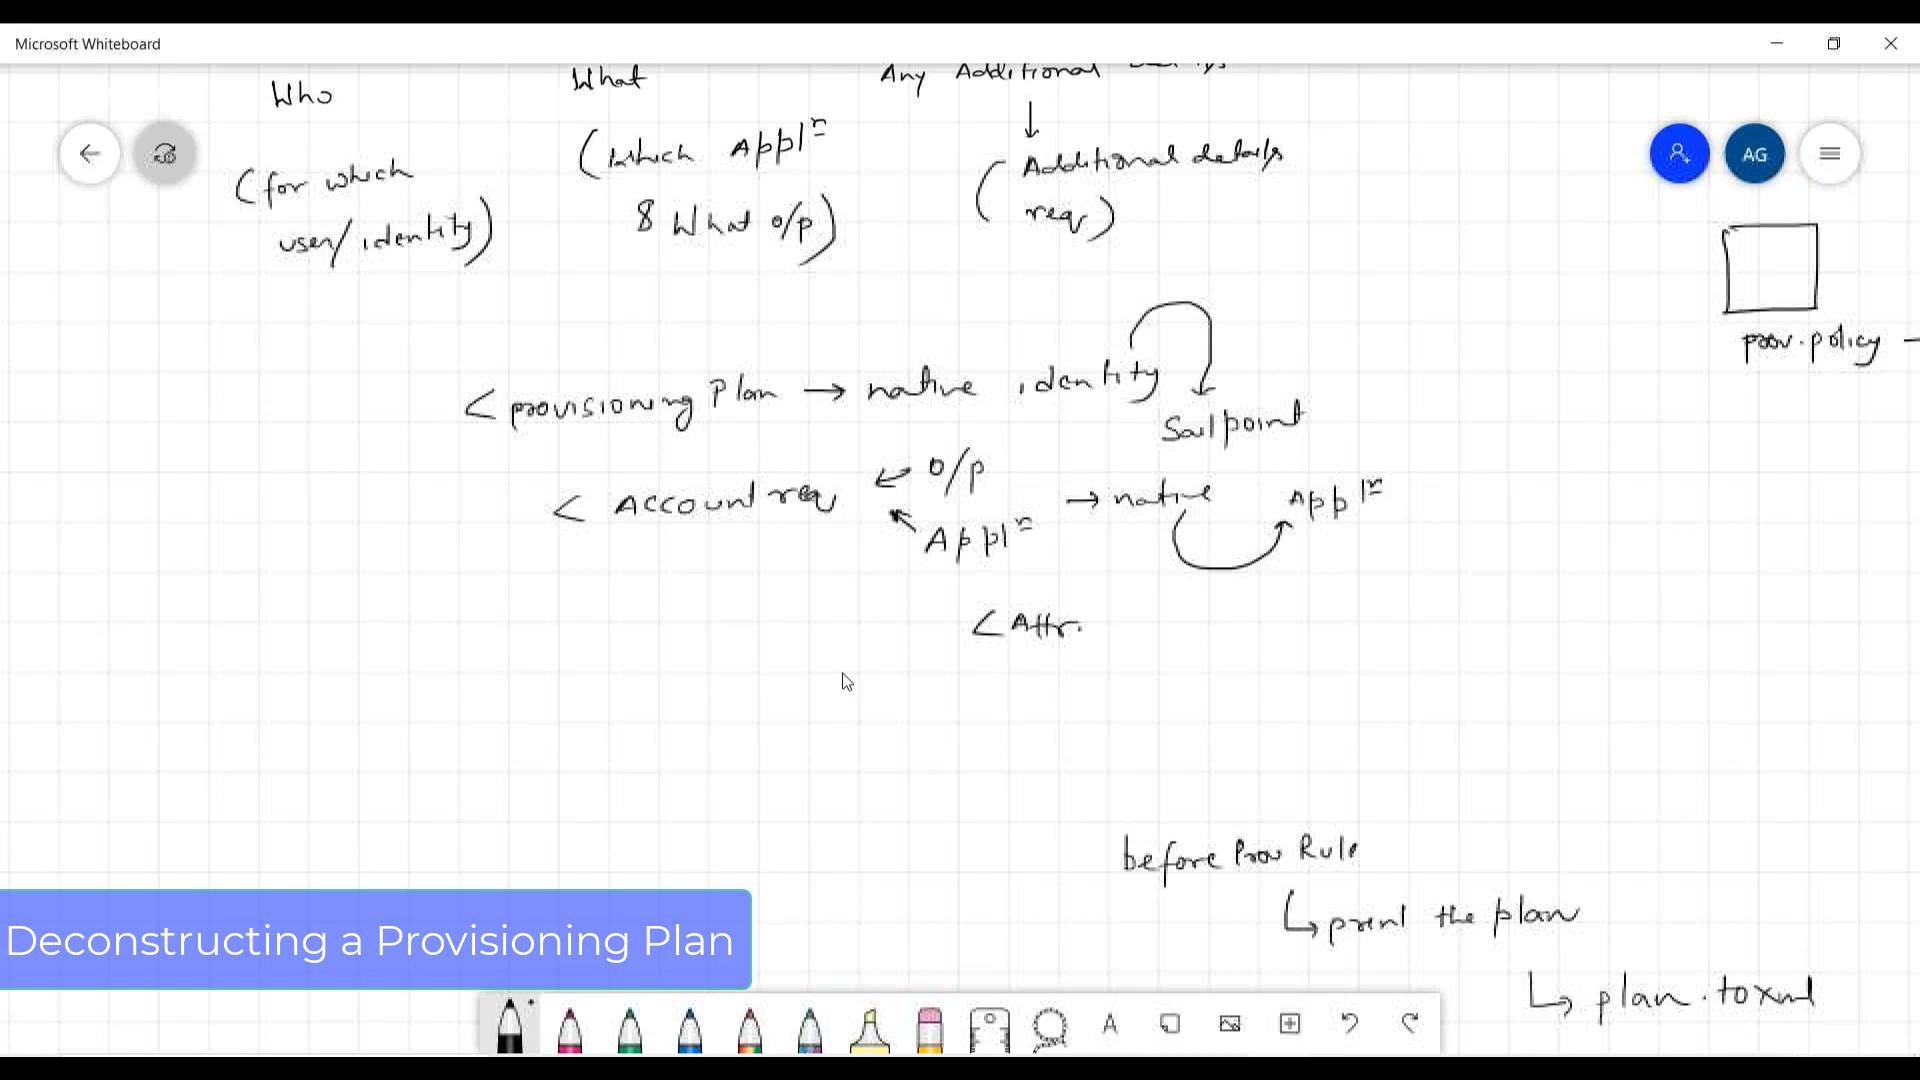 Microsoft Whiteboard
Who
What
Any Additional
(for which
user/identity)
(Which Applⁿ
& What o/p)
(Additional details
req)
AG
prov. policy -
< provisioning Plan → native identity
Sailpoint
< Account req ← o/p
Applⁿ
→ native Applⁿ
< Attr.
before Prov Rule
↳ print the plan
↳ plan.toxml
Deconstructing a Provisioning Plan
A